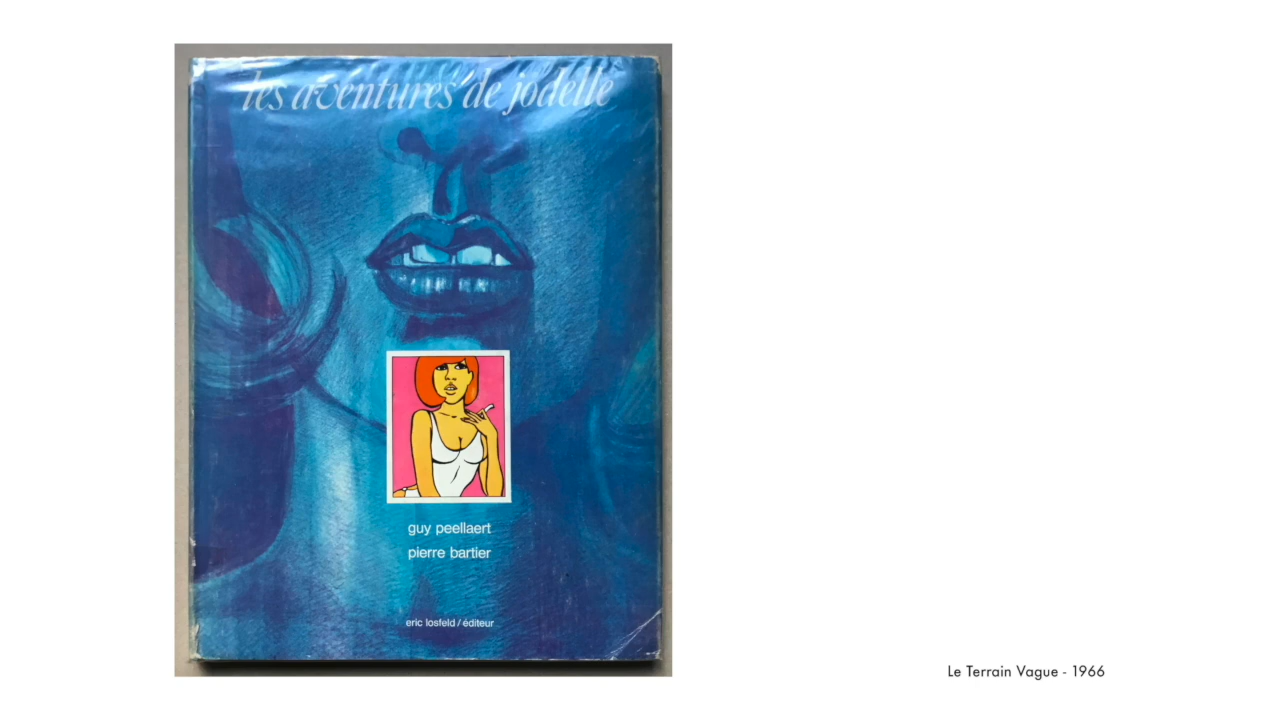 les aventures de jodelle
guy peellaert
pierre bartier
eric losfeld / éditeur
Le Terrain Vague - 1966